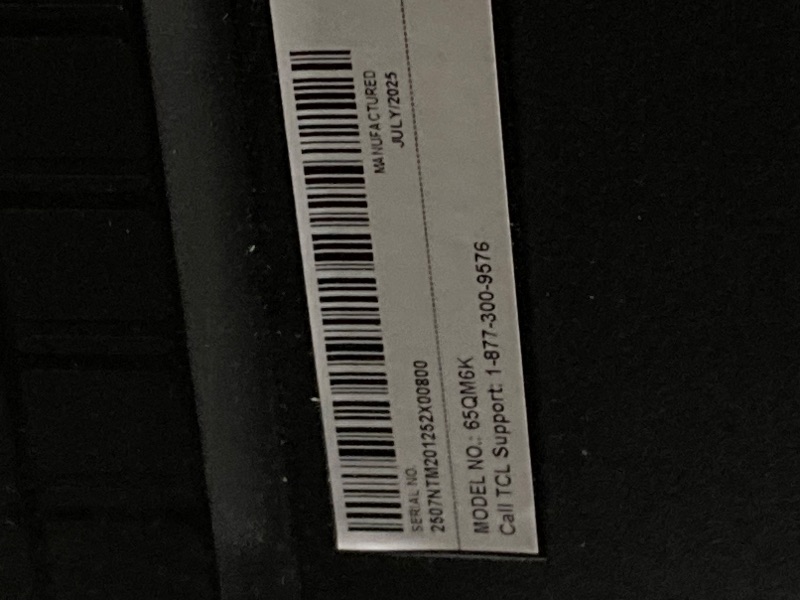 MANUFACTURED
JULY/2025
SERIAL NO.
2507NTM201252X00800
MODEL NO.: 65QM6K
Call TCL Support: 1-877-300-9576